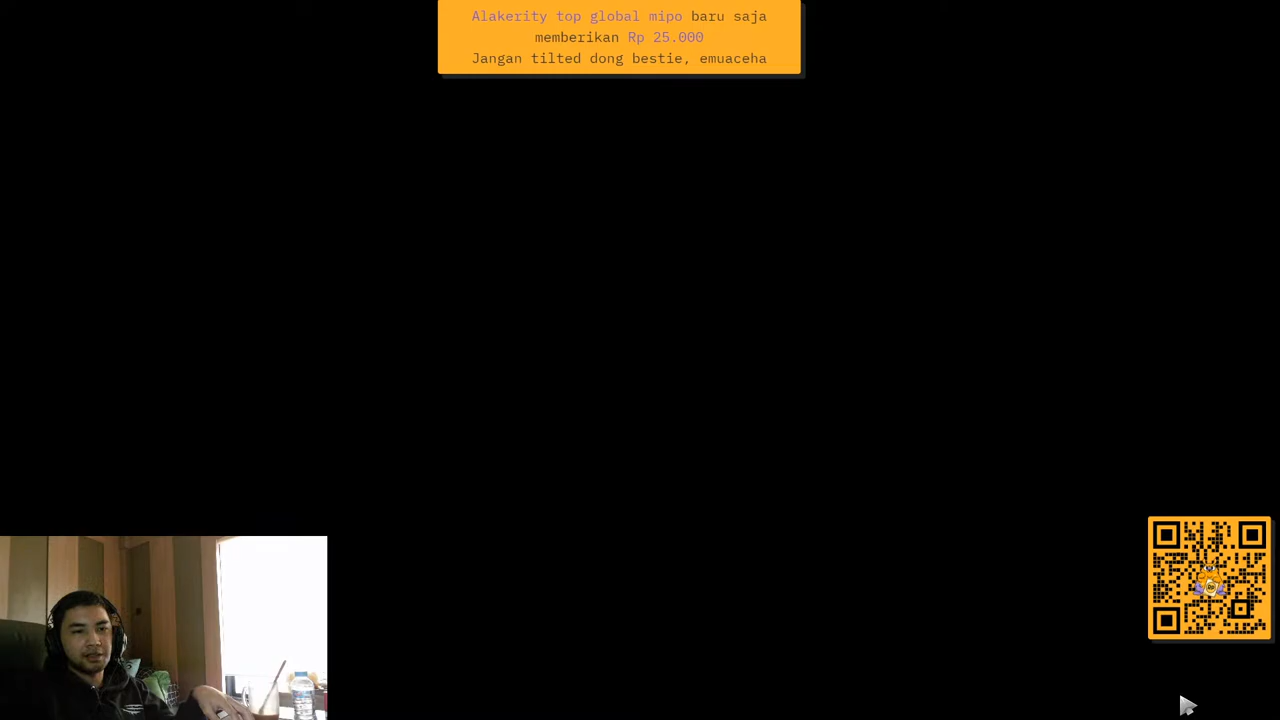 Alakerity top global mipo baru saja
memberikan Rp 25.000
Jangan tilted dong bestie, emuaceha